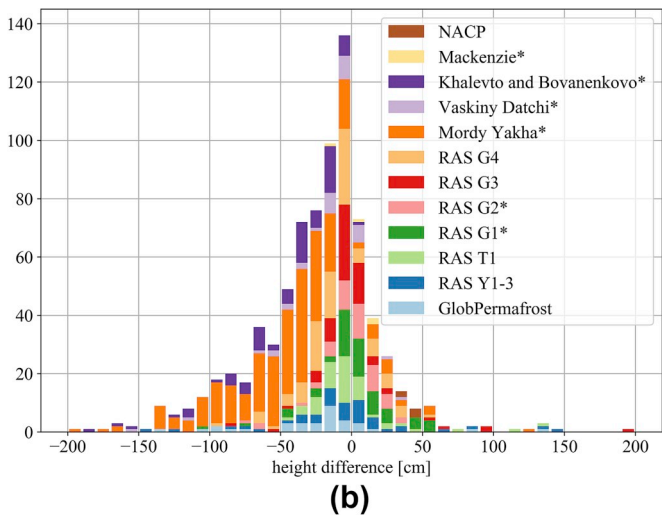 140
120
100
80
60
40
20
0
NACP
Mackenzie*
Khalevto and Bovanenkovo*
Vaskiny Datchi*
Mordy Yakha*
RAS G4
RAS G3
RAS G2*
RAS G1*
RAS T1
RAS Y1-3
GlobPermafrost
−200 −150 −100 −50 0 50 100 150 200
height difference [cm]
(b)